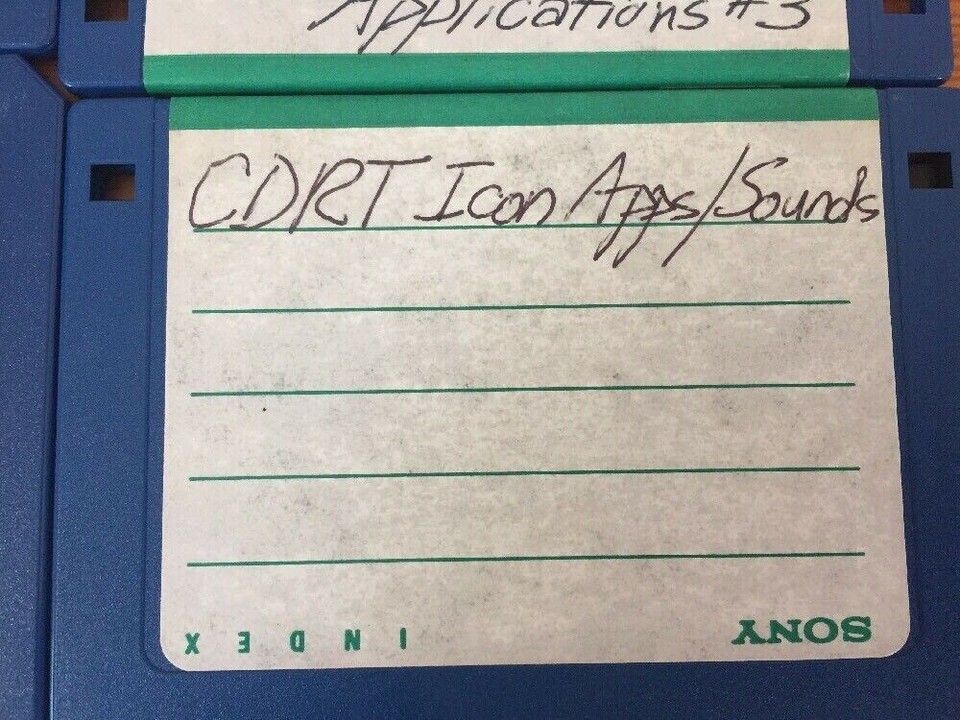 Applications #3
CDRT Icon Apps/Sounds
INDEX SONY